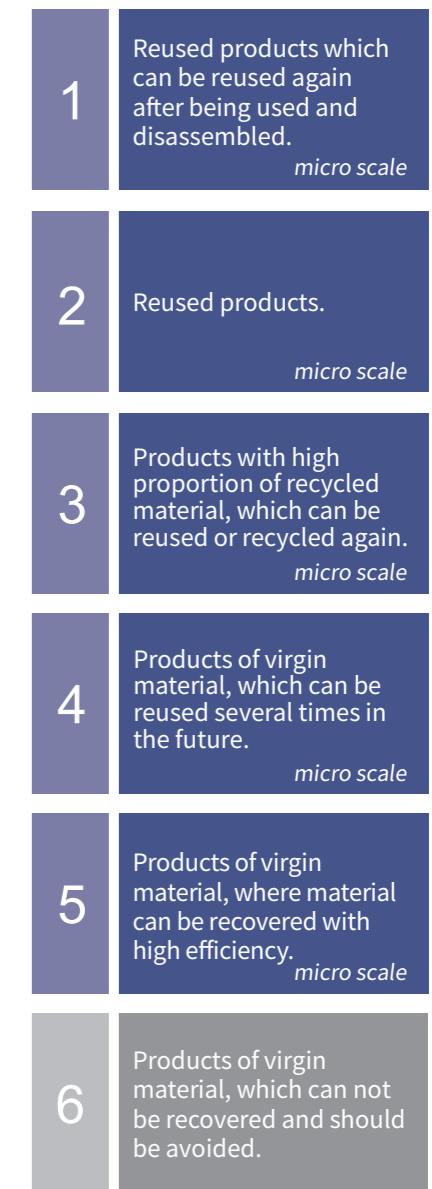 1
Reused products which
can be reused again
after being used and
disassembled.
micro scale
2
Reused products.
micro scale
3
Products with high
proportion of recycled
material, which can be
reused or recycled again.
micro scale
4
Products of virgin
material, which can be
reused several times in
the future.
micro scale
5
Products of virgin
material, where material
can be recovered with
high efficiency.
micro scale
6
Products of virgin
material, which can not
be recovered and should
be avoided.